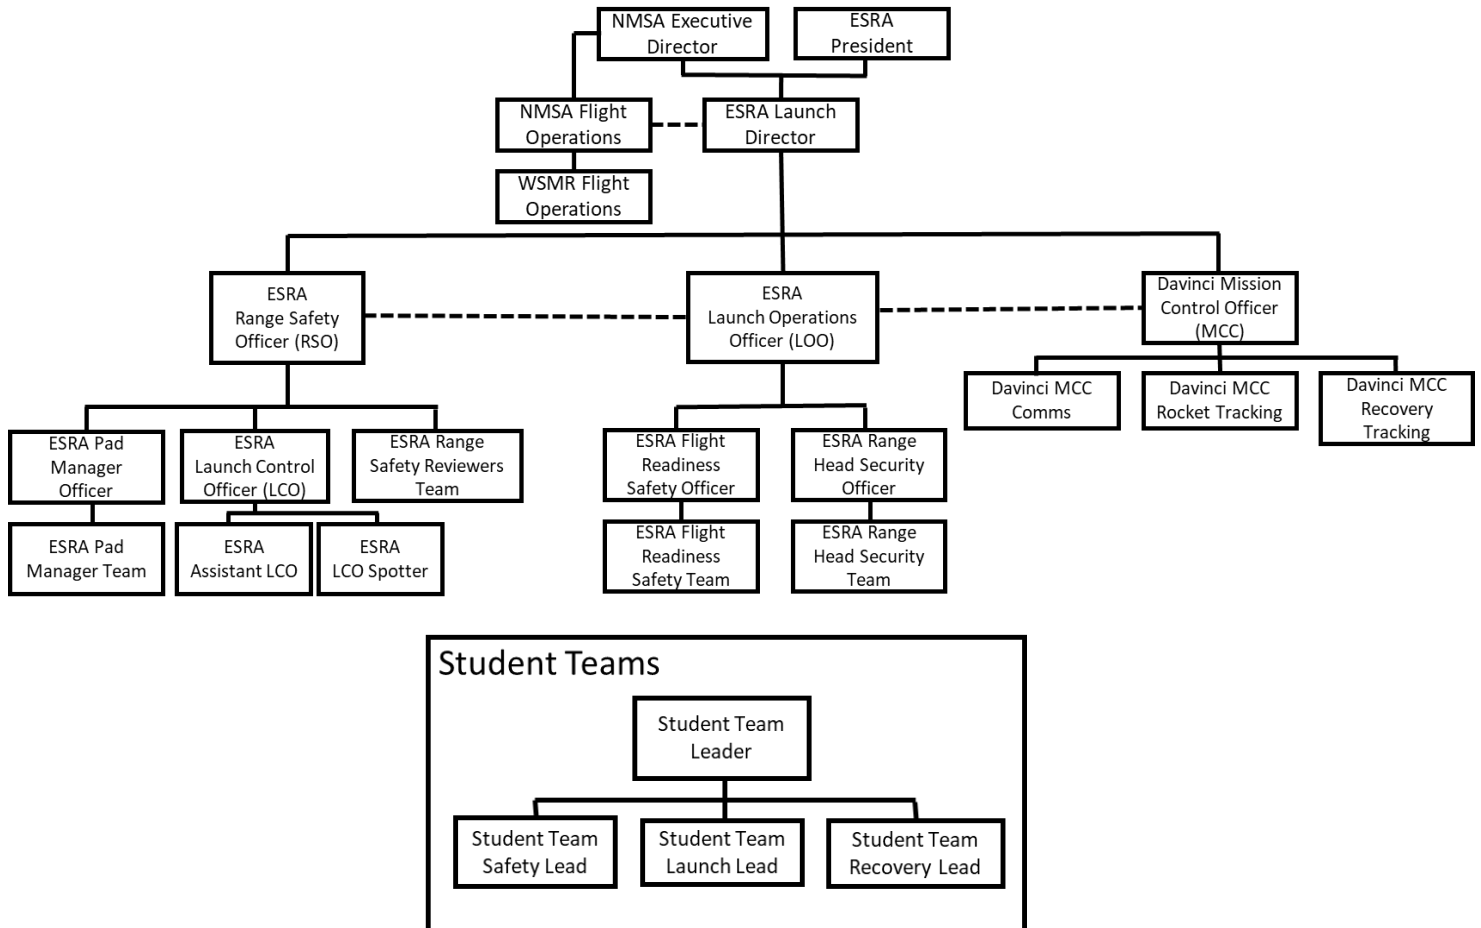 NMSA Executive
Director
ESRA
President
NMSA Flight
Operations
ESRA Launch
Director
WSMR Flight
Operations
ESRA
Range Safety
Officer (RSO)
ESRA
Launch Operations
Officer (LOO)
Davinci Mission
Control Officer
(MCC)
Davinci MCC
Comms
Davinci MCC
Rocket Tracking
Davinci MCC
Recovery
Tracking
ESRA Pad
Manager
Officer
ESRA
Launch Control
Officer (LCO)
ESRA Range
Safety Reviewers
Team
ESRA Flight
Readiness
Safety Officer
ESRA Range
Head Security
Officer
ESRA Pad
Manager Team
ESRA
Assistant LCO
ESRA
LCO Spotter
ESRA Flight
Readiness
Safety Team
ESRA Range
Head Security
Team
Student Teams
Student Team
Leader
Student Team
Safety Lead
Student Team
Launch Lead
Student Team
Recovery Lead